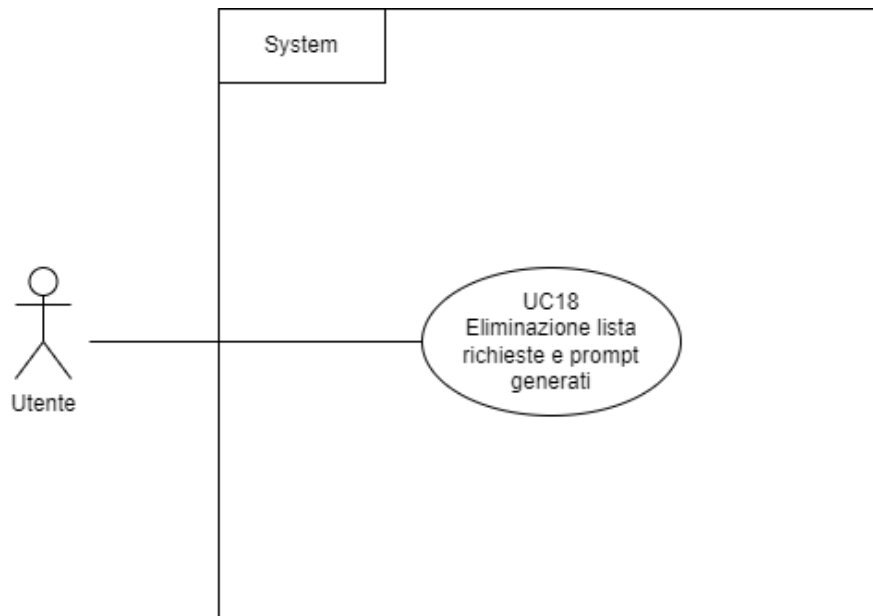 System
UC18
Eliminazione lista
richieste e prompt
generati
Utente